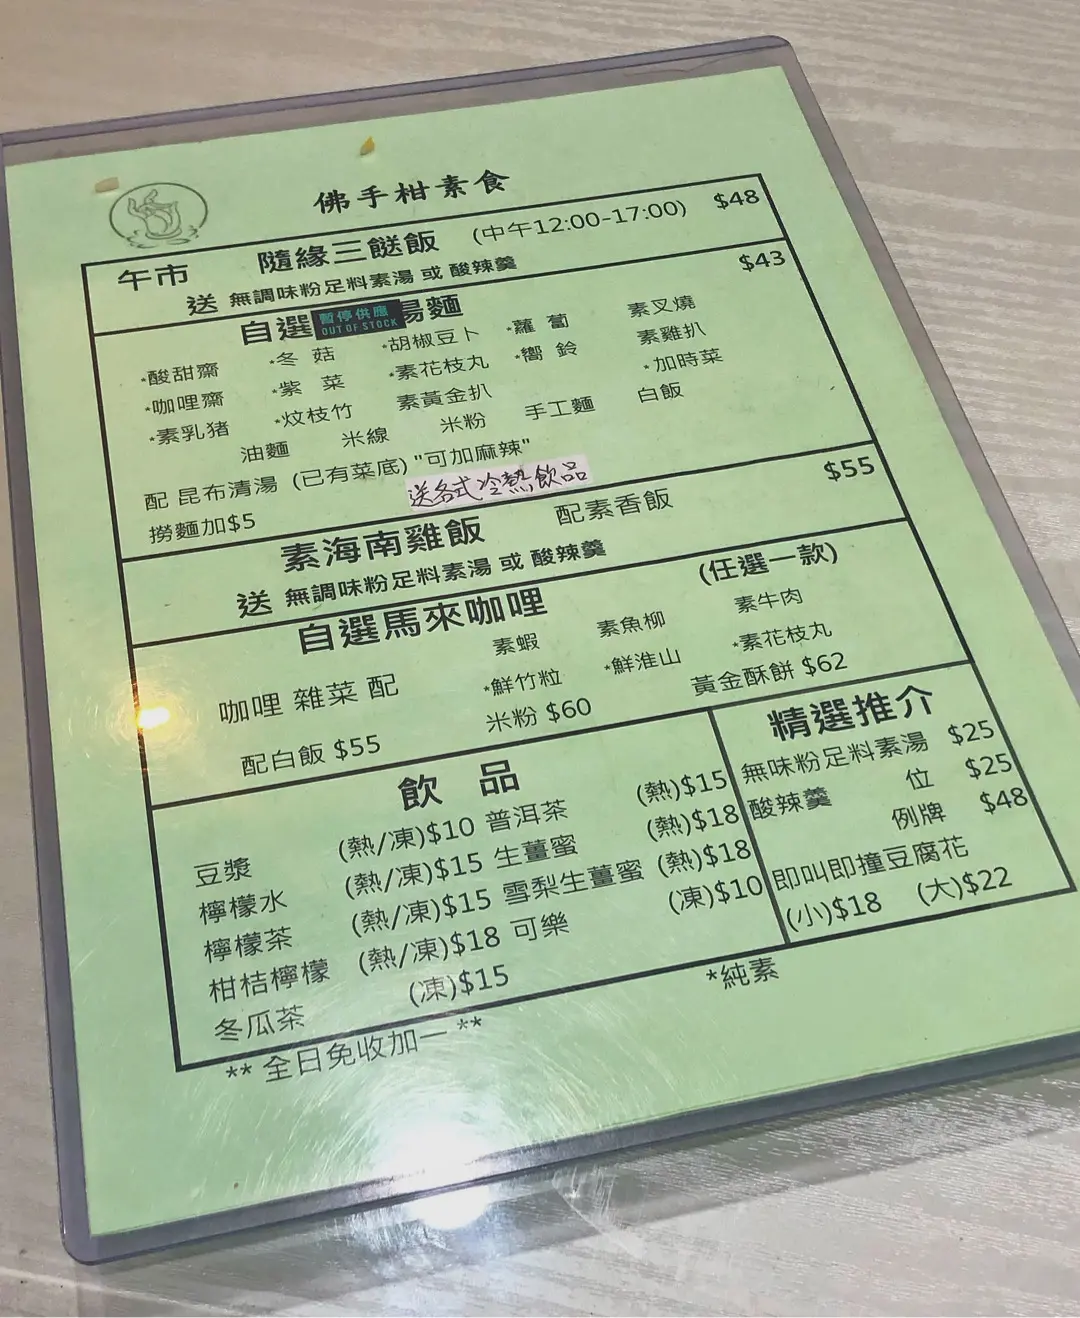 佛手柑素食
午市 隨緣三餸飯 (中午12:00-17:00) $48
送 無調味粉足料素湯 或 酸辣羹
自選 暫停供應 湯麵 $43
OUT OF STOCK
*酸甜齋 *冬菇 *胡椒豆卜 *蘿蔔 素叉燒
*咖哩齋 *紫菜 *素花枝丸 *響鈴 素雞扒
*素乳猪 *炆枝竹 素黃金扒 *加時菜
油麵 米線 米粉 手工麵 白飯
配 昆布清湯 (已有菜底) "可加麻辣"
撈麵加$5 送各式冷熱飲品
素海南雞飯 配素香飯 $55
送 無調味粉足料素湯 或 酸辣羹
自選馬來咖哩 (任選一款)
素蝦 素魚柳 素牛肉
咖哩 雜菜 配 *鮮竹粒 *鮮淮山 *素花枝丸
配白飯 $55 米粉 $60 黃金酥餅 $62
飲 品
豆漿 (熱/凍)$10 普洱茶 (熱)$15
檸檬水 (熱/凍)$15 生薑蜜 (熱)$18
檸檬茶 (熱/凍)$15 雪梨生薑蜜 (熱)$18
柑桔檸檬 (熱/凍)$18 可樂 (凍)$10
冬瓜茶 (凍)$15
精選推介
無味粉足料素湯 $25
酸辣羹 位 $25
例牌 $48
即叫即撞豆腐花
(小)$18 (大)$22
** 全日免收加一 ** *純素